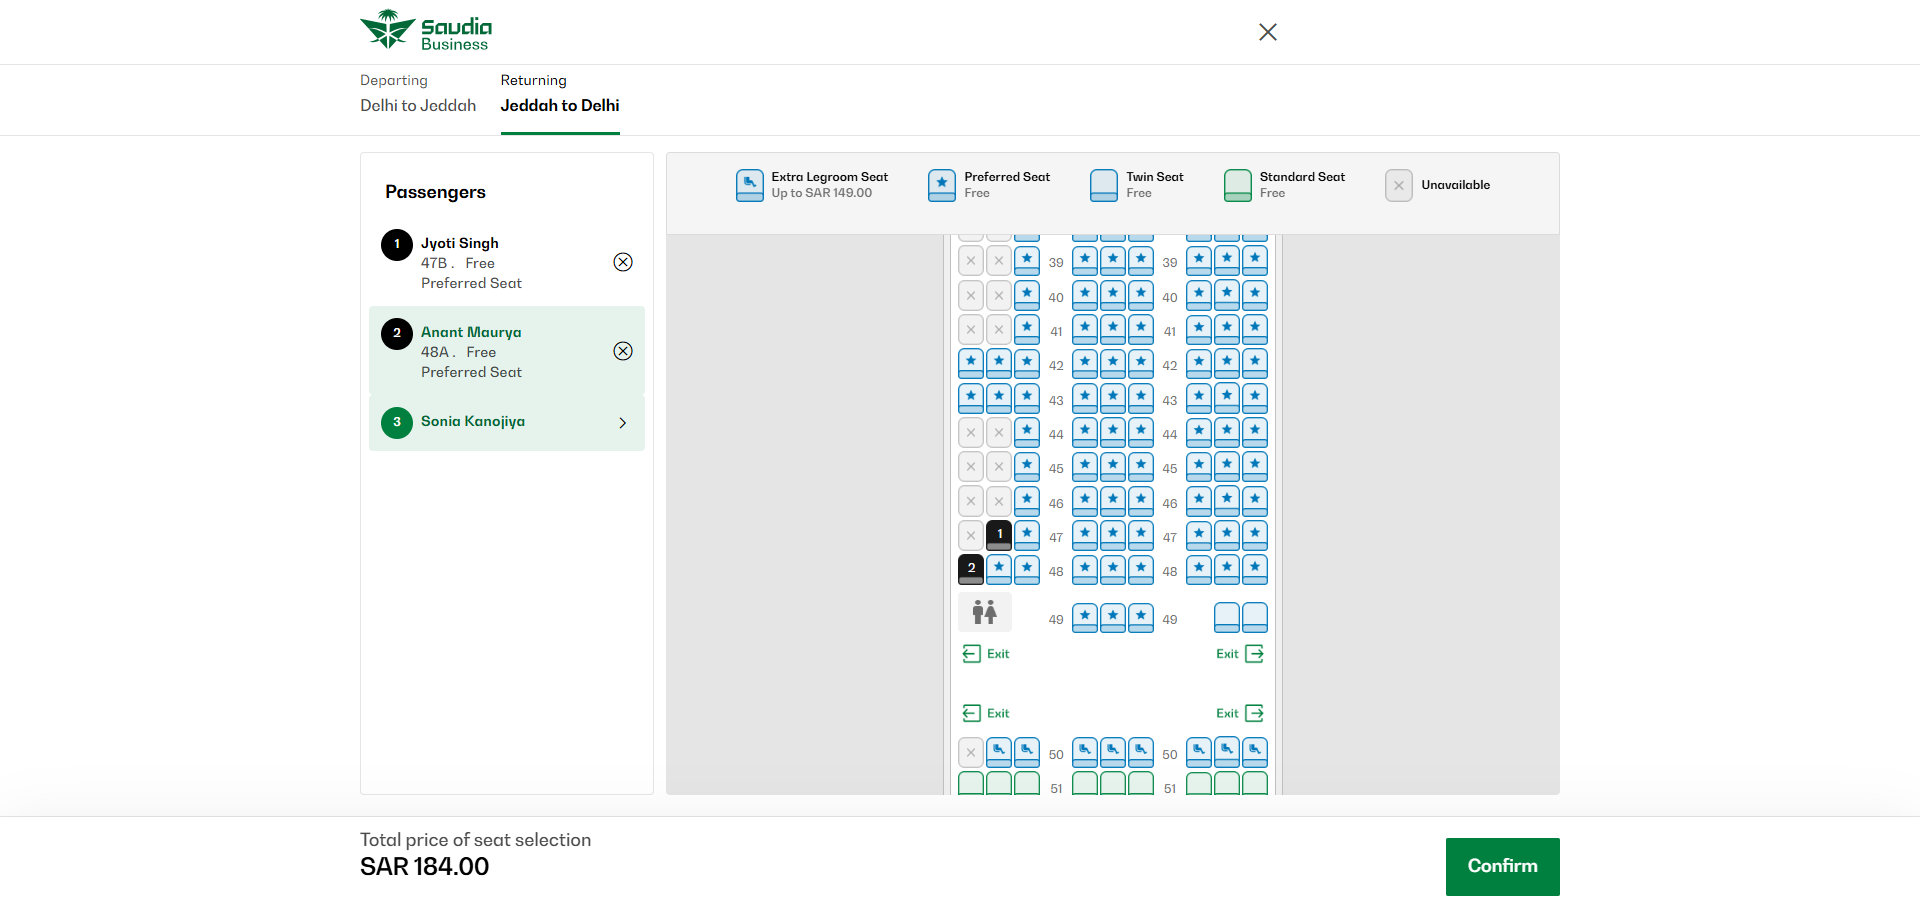 Saudia
Business
Departing
Delhi to Jeddah
Returning
Jeddah to Delhi
Passengers
1
Jyoti Singh
47B . Free
Preferred Seat
2
Anant Maurya
48A . Free
Preferred Seat
3
Sonia Kanojiya
Extra Legroom Seat
Up to SAR 149.00
Preferred Seat
Free
Twin Seat
Free
Standard Seat
Free
Unavailable
39 39
40 40
41 41
42 42
43 43
44 44
45 45
46 46
1 47 47
2 48 48
49 49
Exit Exit
Exit Exit
50 50
51 51
Total price of seat selection
SAR 184.00
Confirm